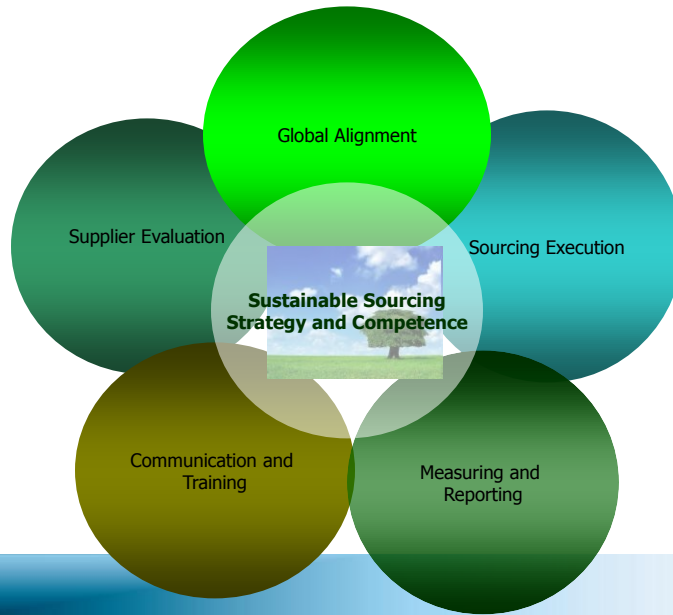 Global Alignment
Supplier Evaluation
Sourcing Execution
Sustainable Sourcing
Strategy and Competence
Communication and
Training
Measuring and
Reporting